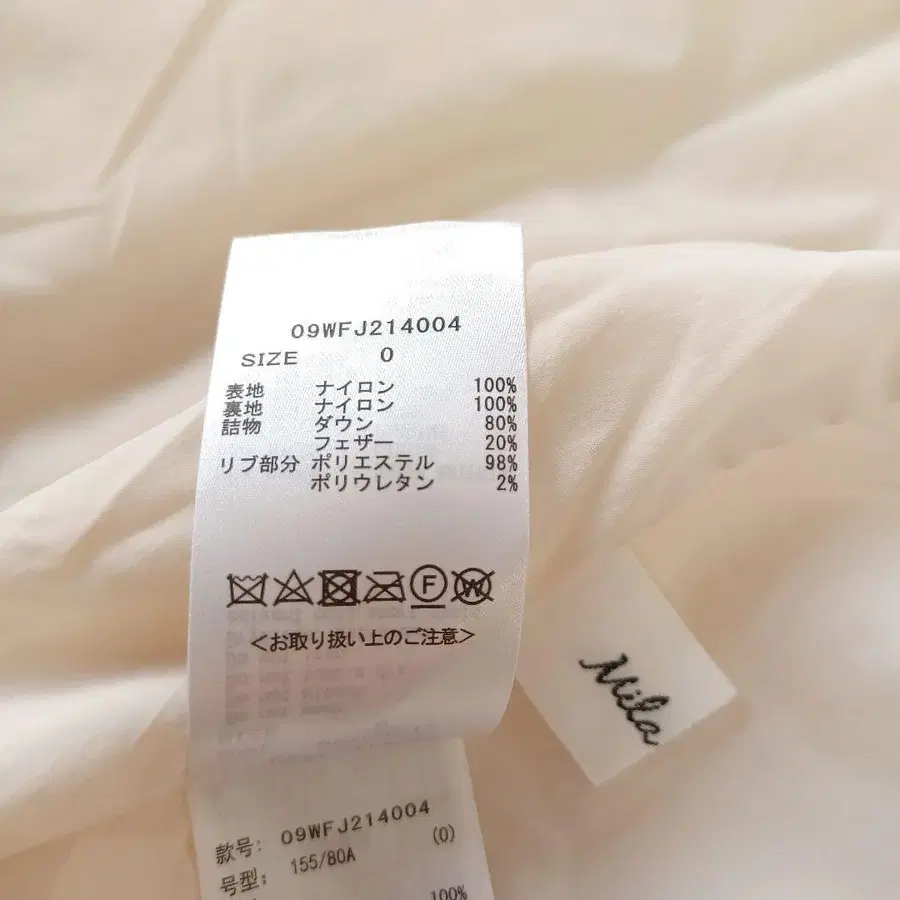 09WFJ214004
SIZE 0
表地 ナイロン 100%
裏地 ナイロン 100%
詰物 ダウン 80%
フェザー 20%
リブ部分 ポリエステル 98%
ポリウレタン 2%
F W
<お取り扱い上のご注意>
Mila
款号: 09WFJ214004 (0)
号型: 155/80A
100%